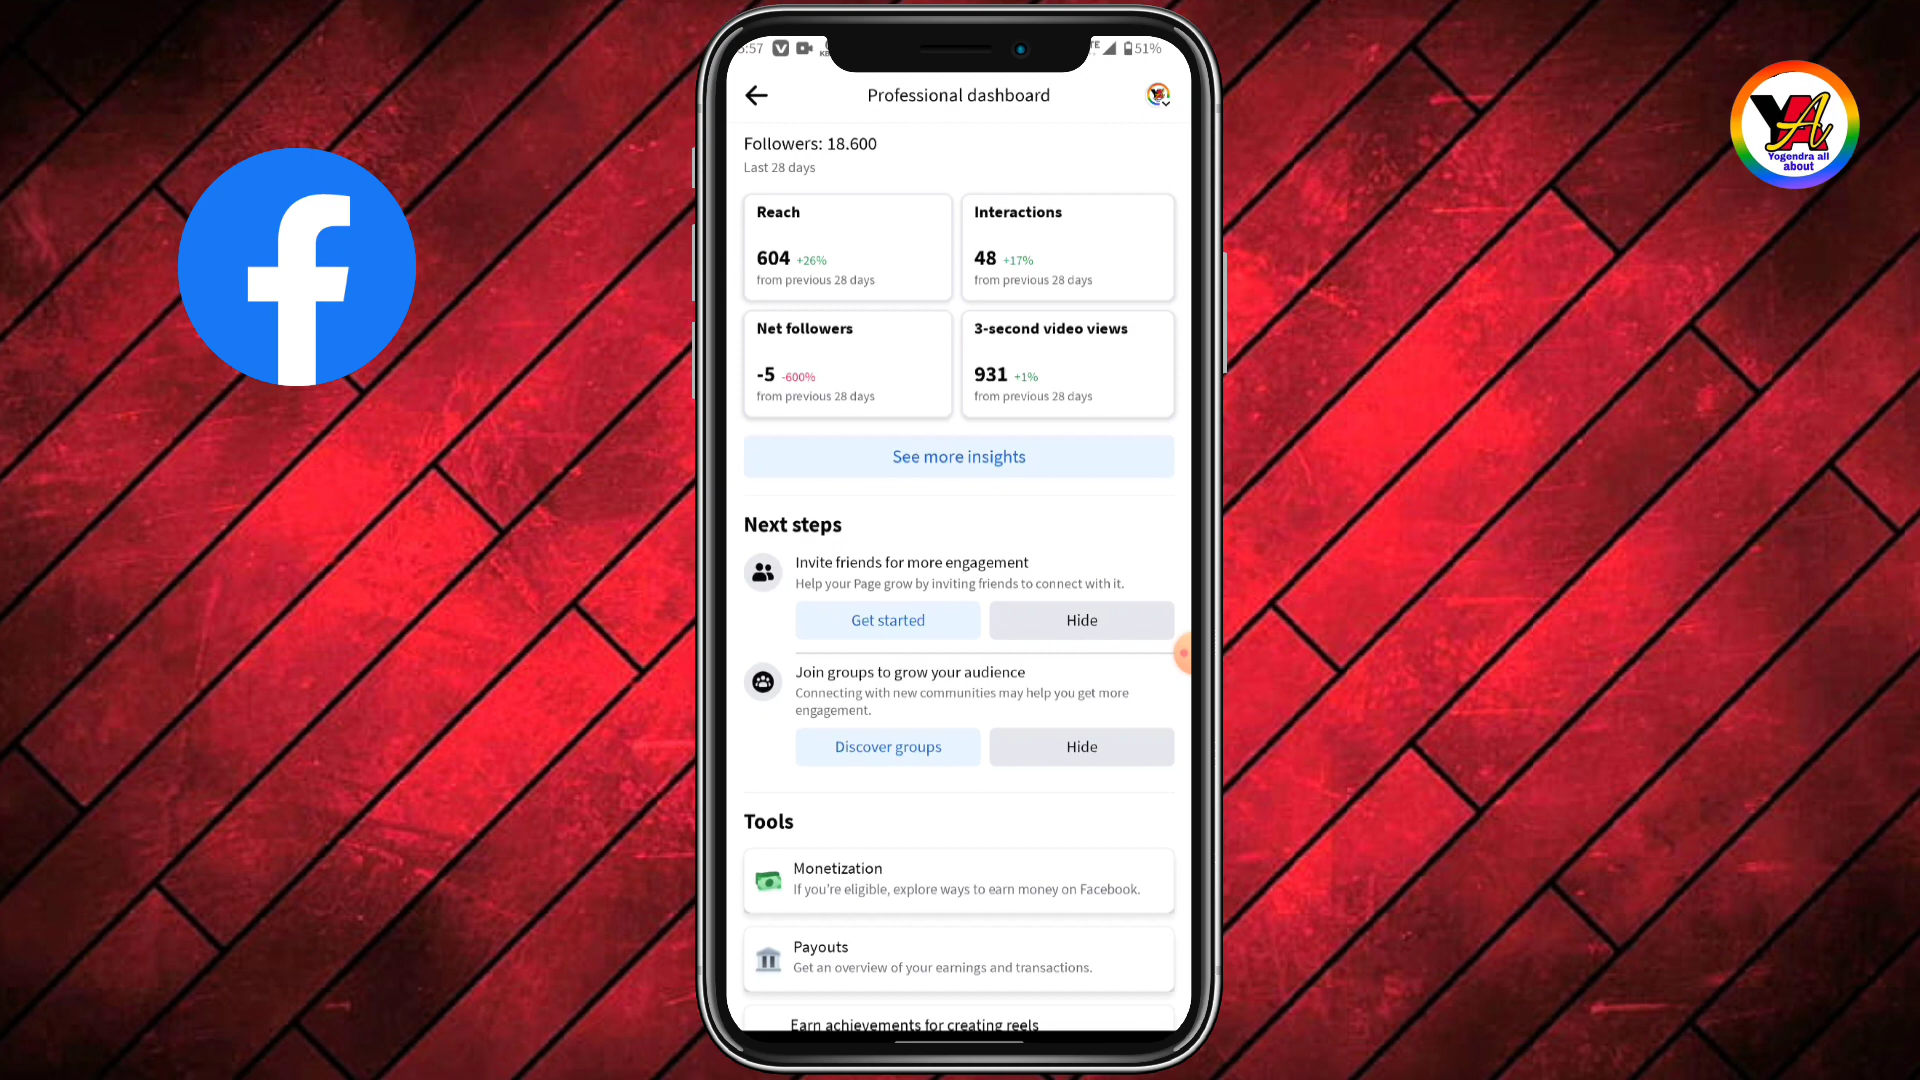 :57
51%
Professional dashboard
Followers: 18.600
Last 28 days
Reach
604 +26%
from previous 28 days
Interactions
48 +17%
from previous 28 days
Net followers
-5 -600%
from previous 28 days
3-second video views
931 +1%
from previous 28 days
See more insights
Next steps
Invite friends for more engagement
Help your Page grow by inviting friends to connect with it.
Get started
Hide
Join groups to grow your audience
Connecting with new communities may help you get more
engagement.
Discover groups
Hide
Tools
Monetization
If you're eligible, explore ways to earn money on Facebook.
Payouts
Get an overview of your earnings and transactions.
Earn achievements for creating reels
YA
Yogendra all
about